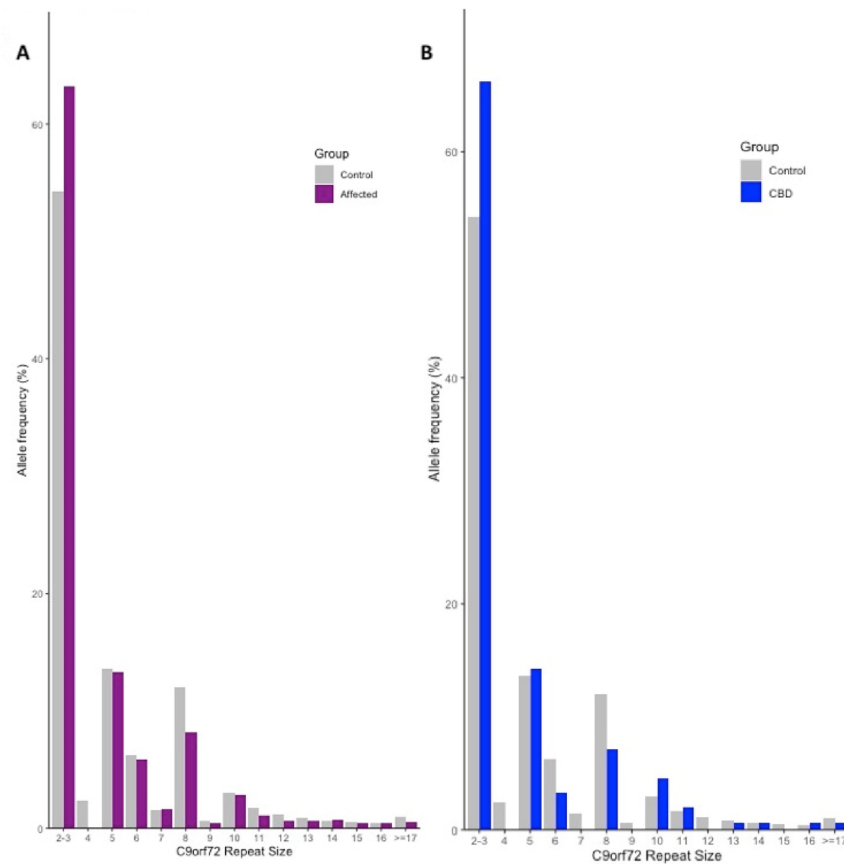 A
Group
Control
Affected
60
40
20
0
Allele frequency (%)
2-3 4 5 6 7 8 9 10 11 12 13 14 15 16 >=17
C9orf72 Repeat Size
B
Group
Control
CBD
60
40
20
0
Allele frequency (%)
2-3 4 5 6 7 8 9 10 11 12 13 14 15 16 >=17
C9orf72 Repeat Size